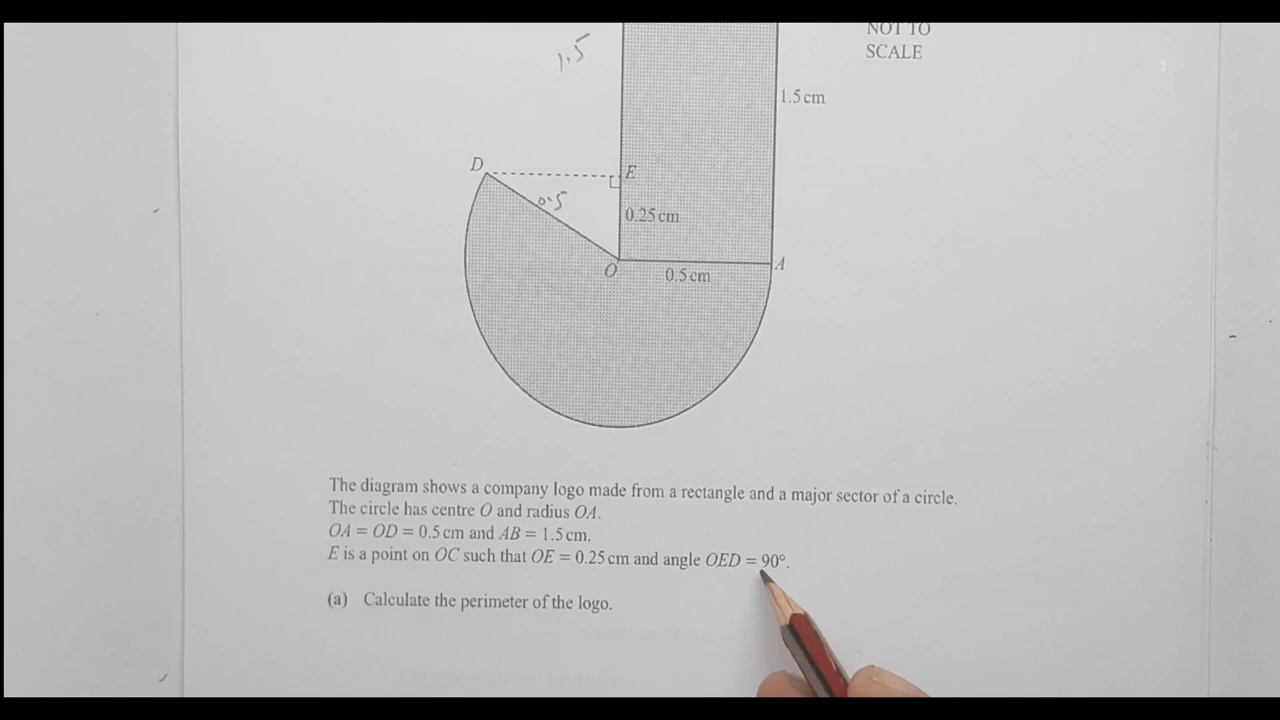 NOT TO
SCALE
1.5
1.5 cm
D
E
0.5
0.25 cm
O
0.5 cm
A
The diagram shows a company logo made from a rectangle and a major sector of a circle.
The circle has centre O and radius OA.
OA = OD = 0.5 cm and AB = 1.5 cm.
E is a point on OC such that OE = 0.25 cm and angle OED = 90°.
(a) Calculate the perimeter of the logo.